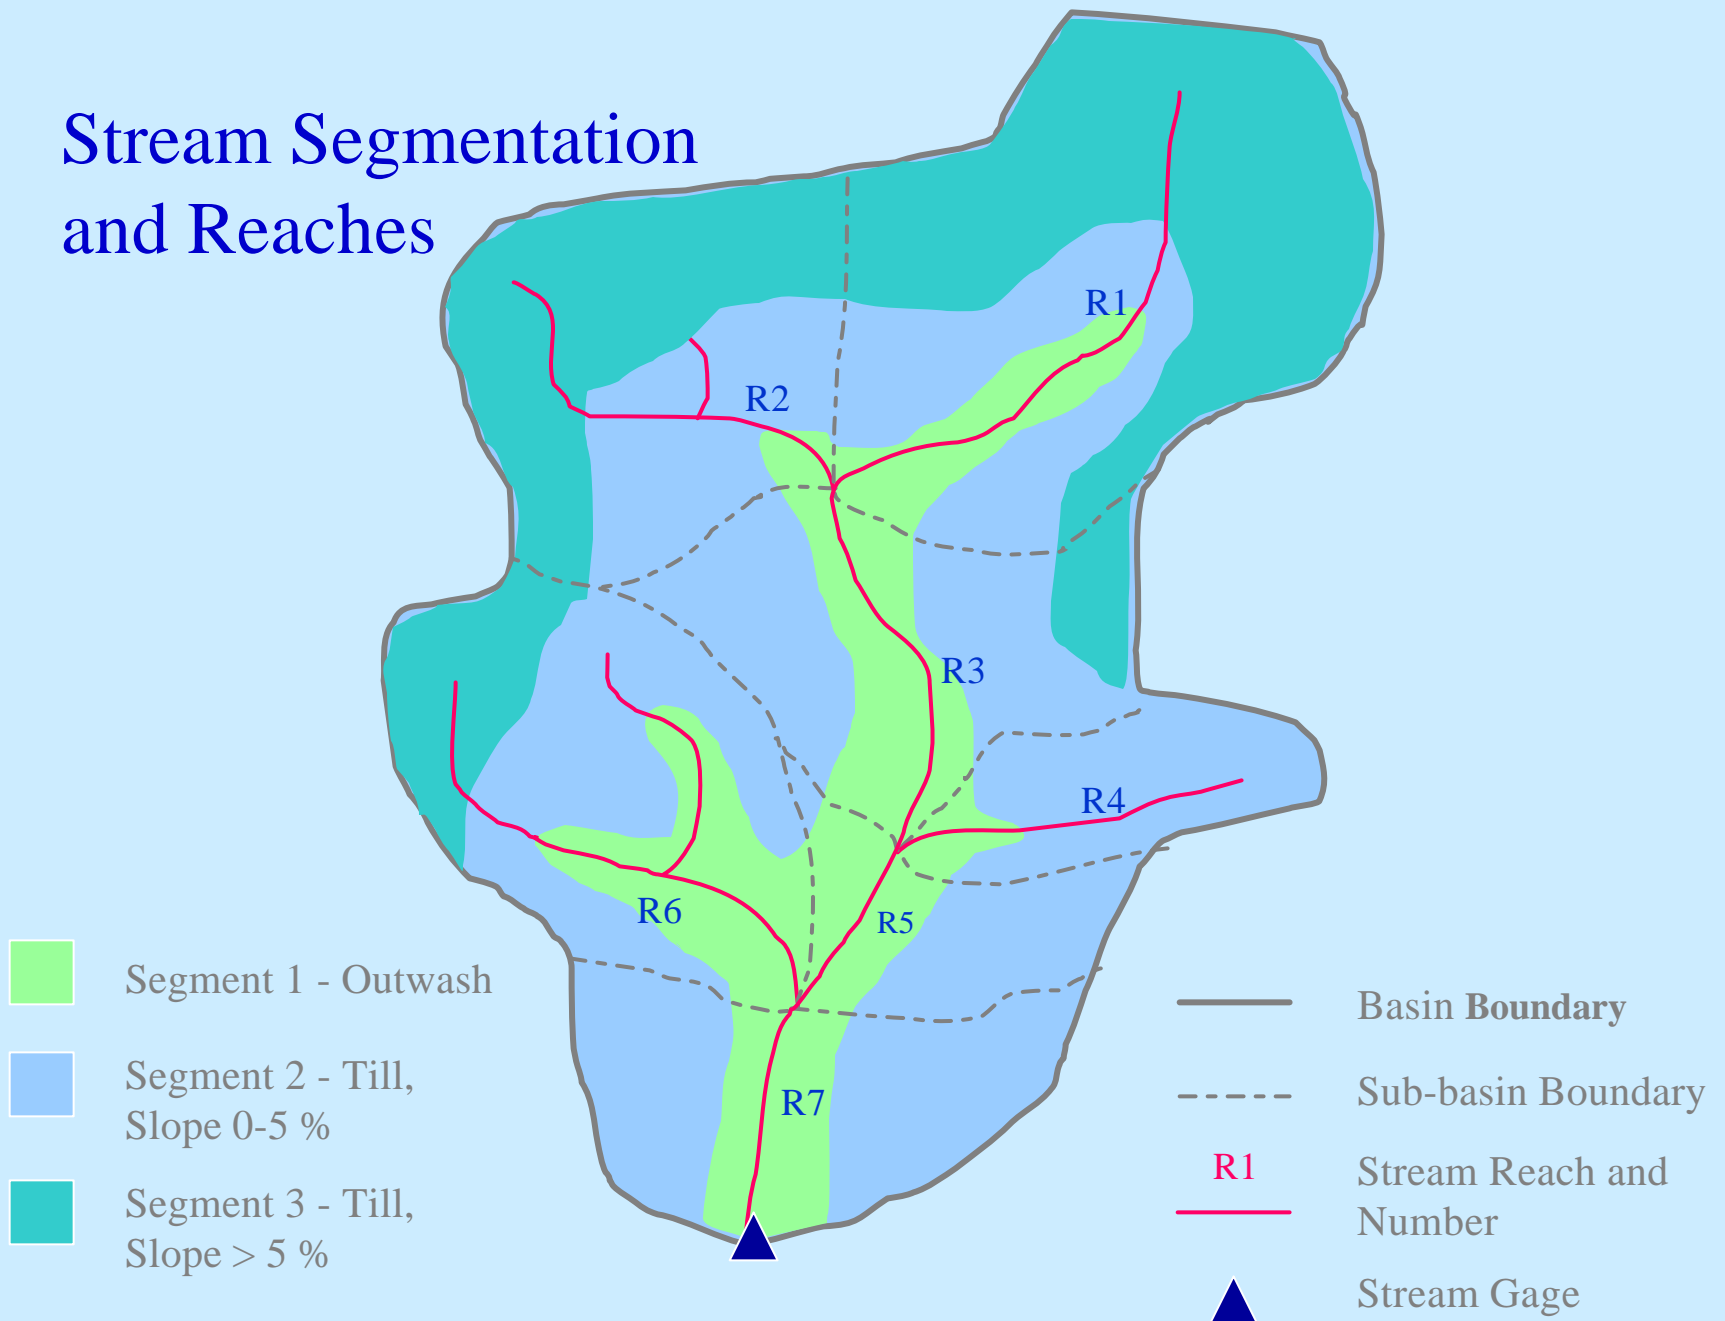 Stream Segmentation
and Reaches
R1
R2
R3
R4
R5
R6
R7
Segment 1 - Outwash
Segment 2 - Till,
Slope 0-5 %
Segment 3 - Till,
Slope > 5 %
Basin Boundary
Sub-basin Boundary
R1
Stream Reach and
Number
Stream Gage